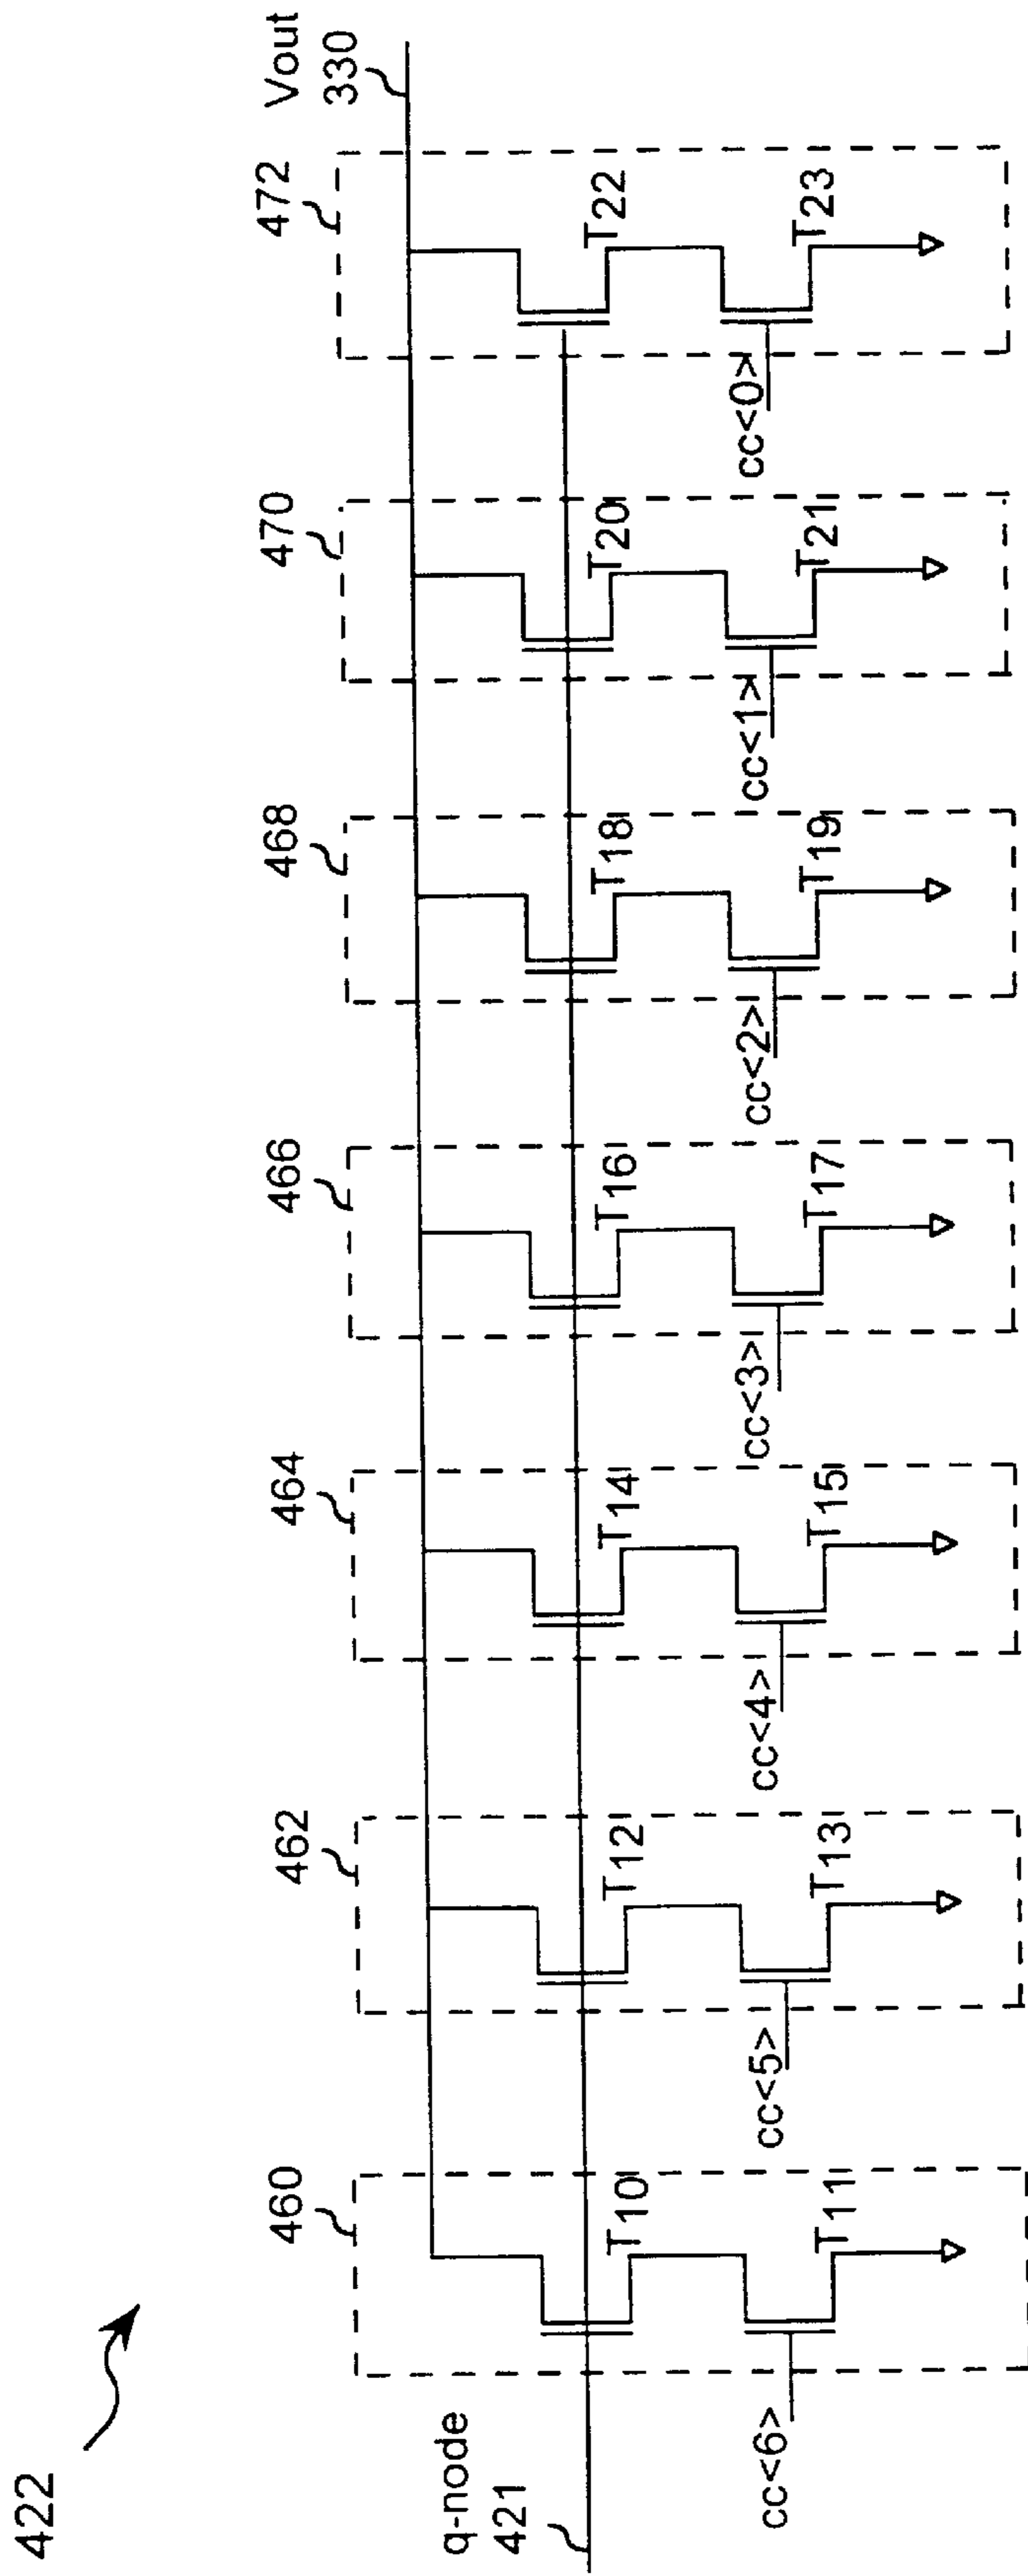 422
Vout
330
460
462
464
466
468
470
472
q-node
421
T10
T12
T14
T16
T18
T20
T22
cc<6>
T11
cc<5>
T13
cc<4>
T15
cc<3>
T17
cc<2>
T19
cc<1>
T21
cc<0>
T23